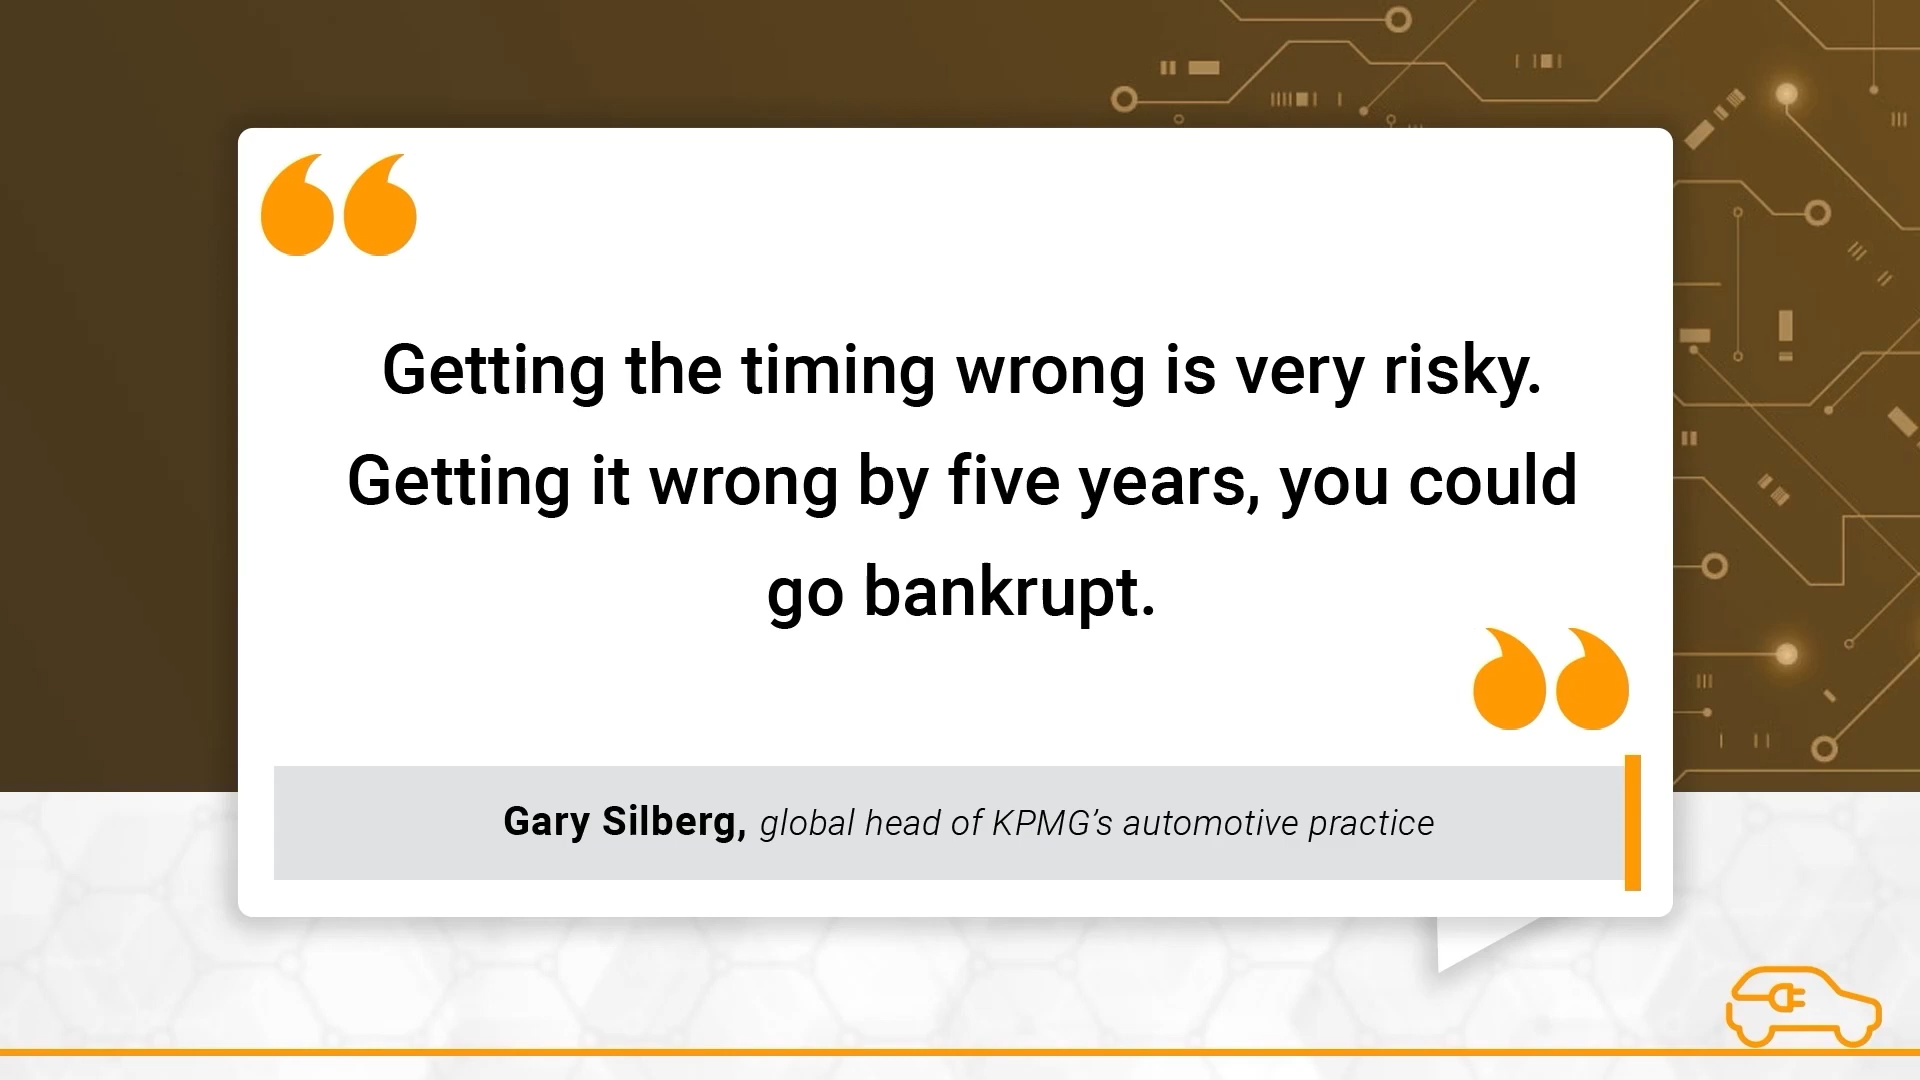 Getting the timing wrong is very risky.
Getting it wrong by five years, you could
go bankrupt.
Gary Silberg, global head of KPMG’s automotive practice